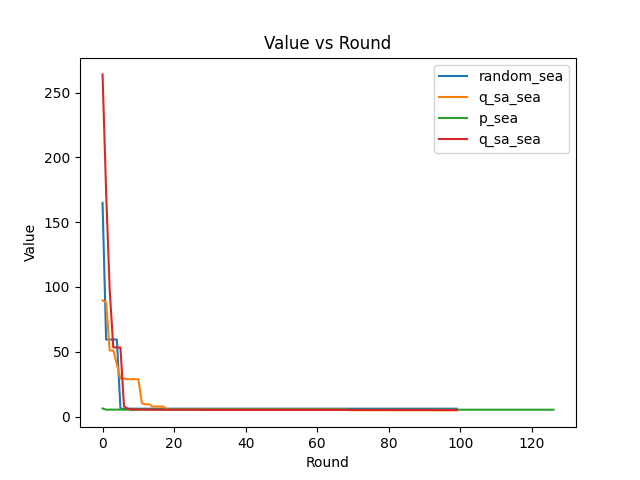 Value vs Round
random_sea
q_sa_sea
p_sea
q_sa_sea
250
200
150
100
50
0
Value
0 20 40 60 80 100 120
Round